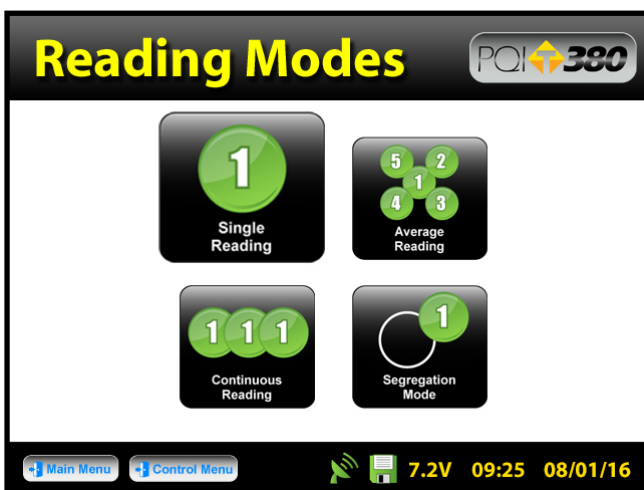 Reading Modes
PQI T 380
1
Single
Reading
5 2
1
4 3
Average
Reading
1 1 1
Continuous
Reading
1
Segregation
Mode
Main Menu
Control Menu
7.2V 09:25 08/01/16